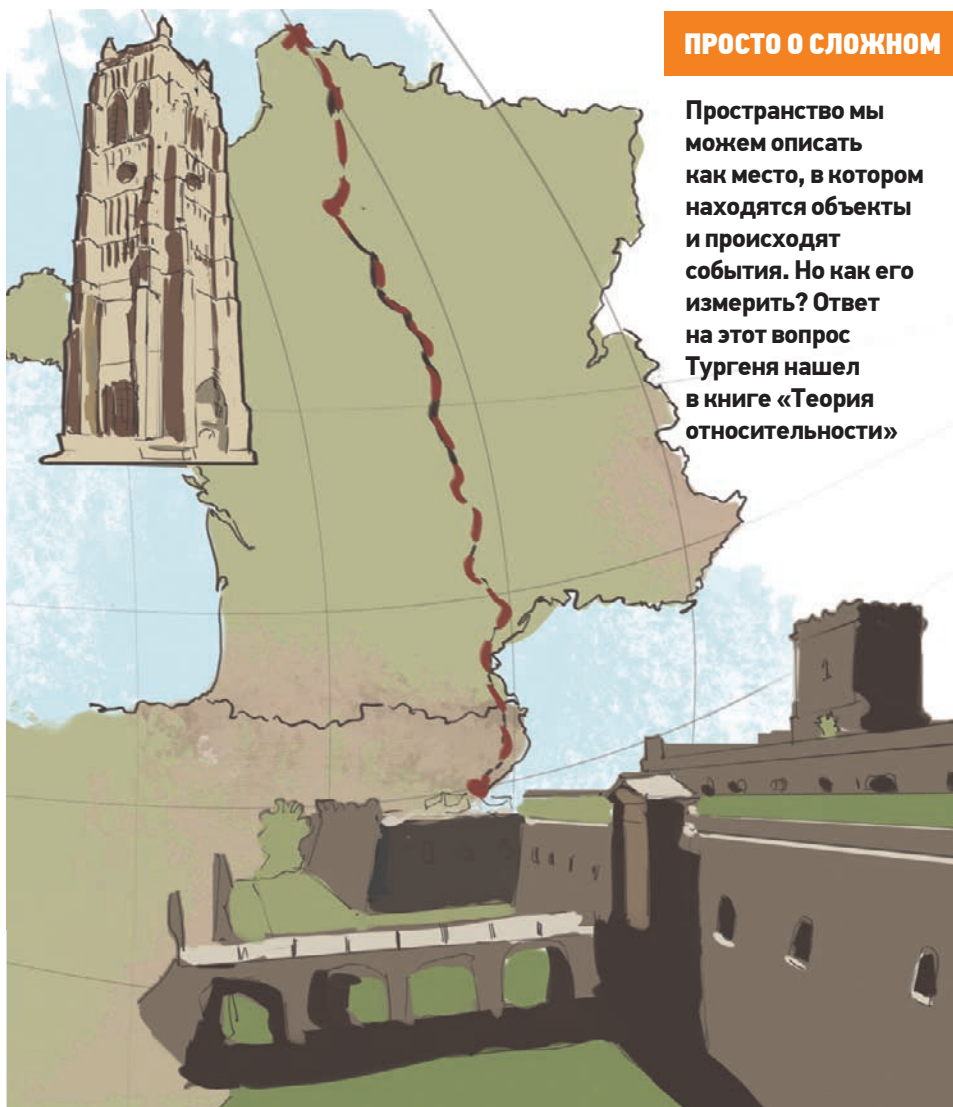 ПРОСТО О СЛОЖНОМ
Пространство мы
можем описать
как место, в котором
находятся объекты
и происходят
события. Но как его
измерить? Ответ
на этот вопрос
Тургеня нашел
в книге «Теория
относительности»